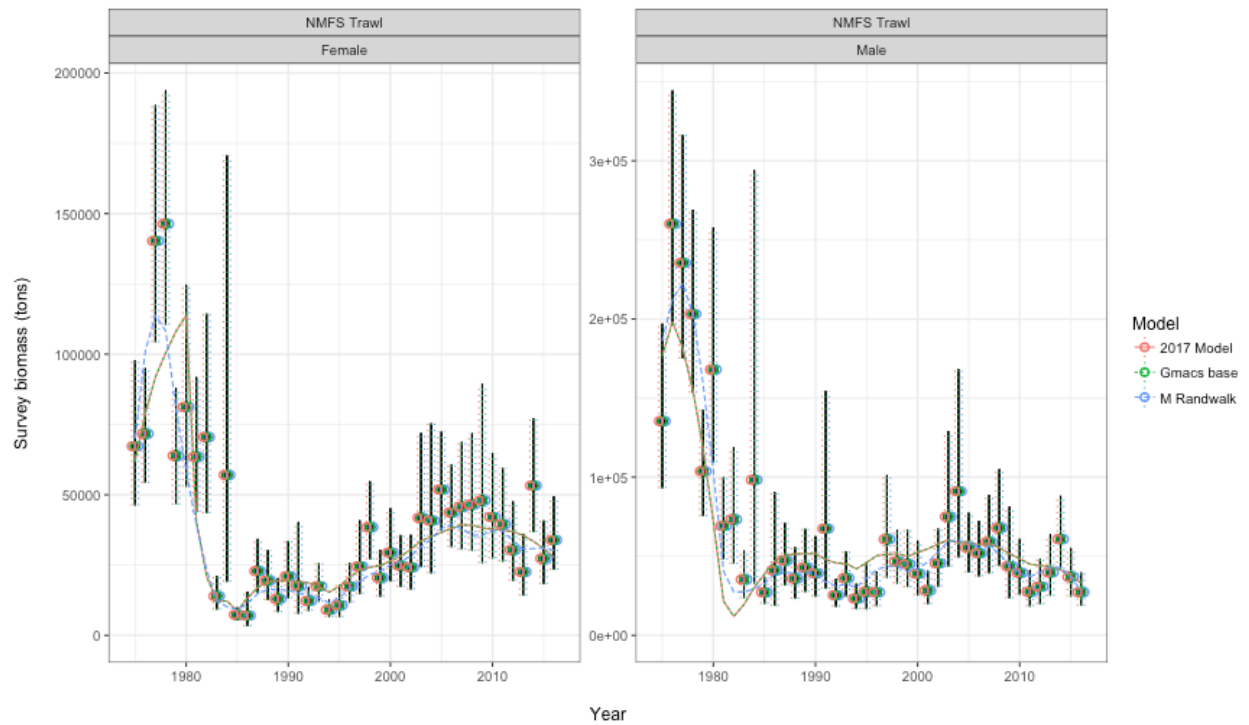 NMFS Trawl
NMFS Trawl
Female
Male
Survey biomass (tons)
200000
150000
100000
50000
0
3e+05
2e+05
1e+05
0e+00
1980
1990
2000
2010
1980
1990
2000
2010
Year
Model
2017 Model
Gmacs base
M Randwalk